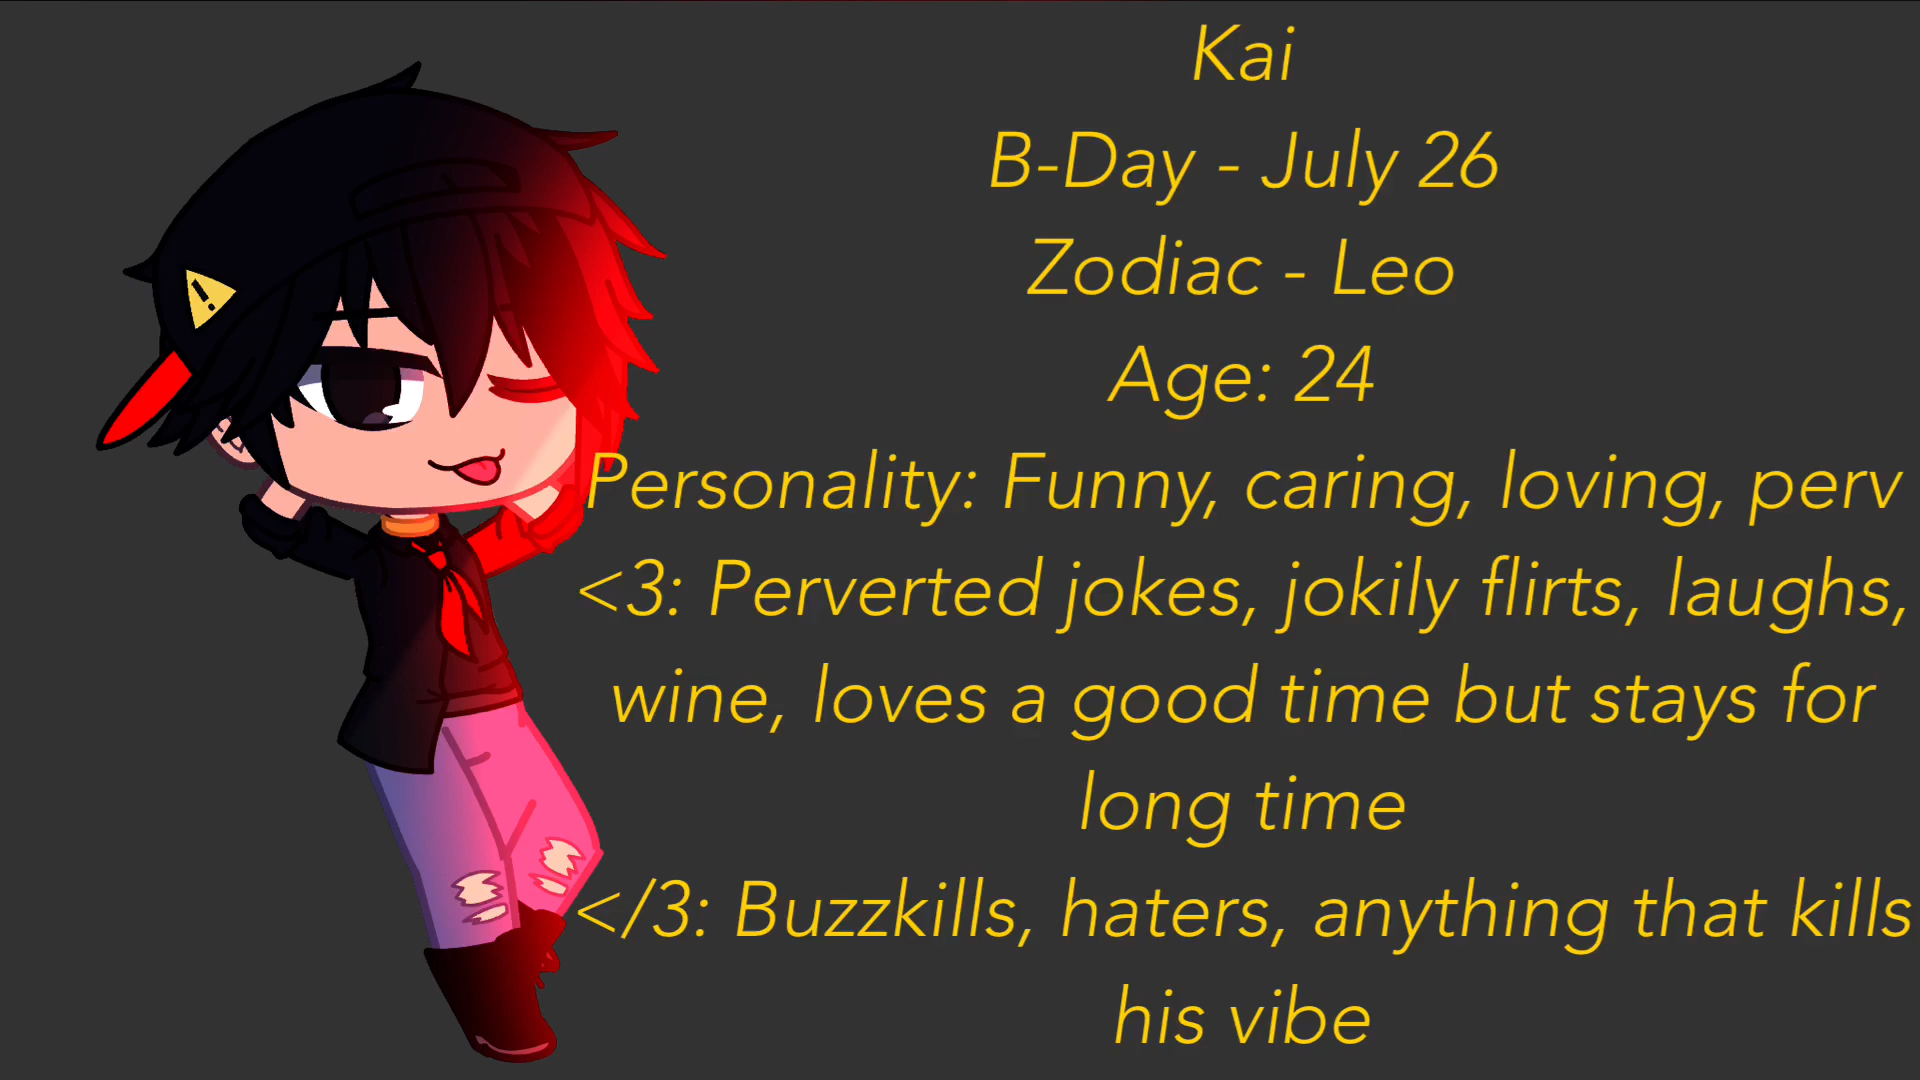 Kai
B-Day - July 26
Zodiac - Leo
Age: 24
Personality: Funny, caring, loving, perv
<3: Perverted jokes, jokily flirts, laughs,
wine, loves a good time but stays for
long time
</3: Buzzkills, haters, anything that kills
his vibe